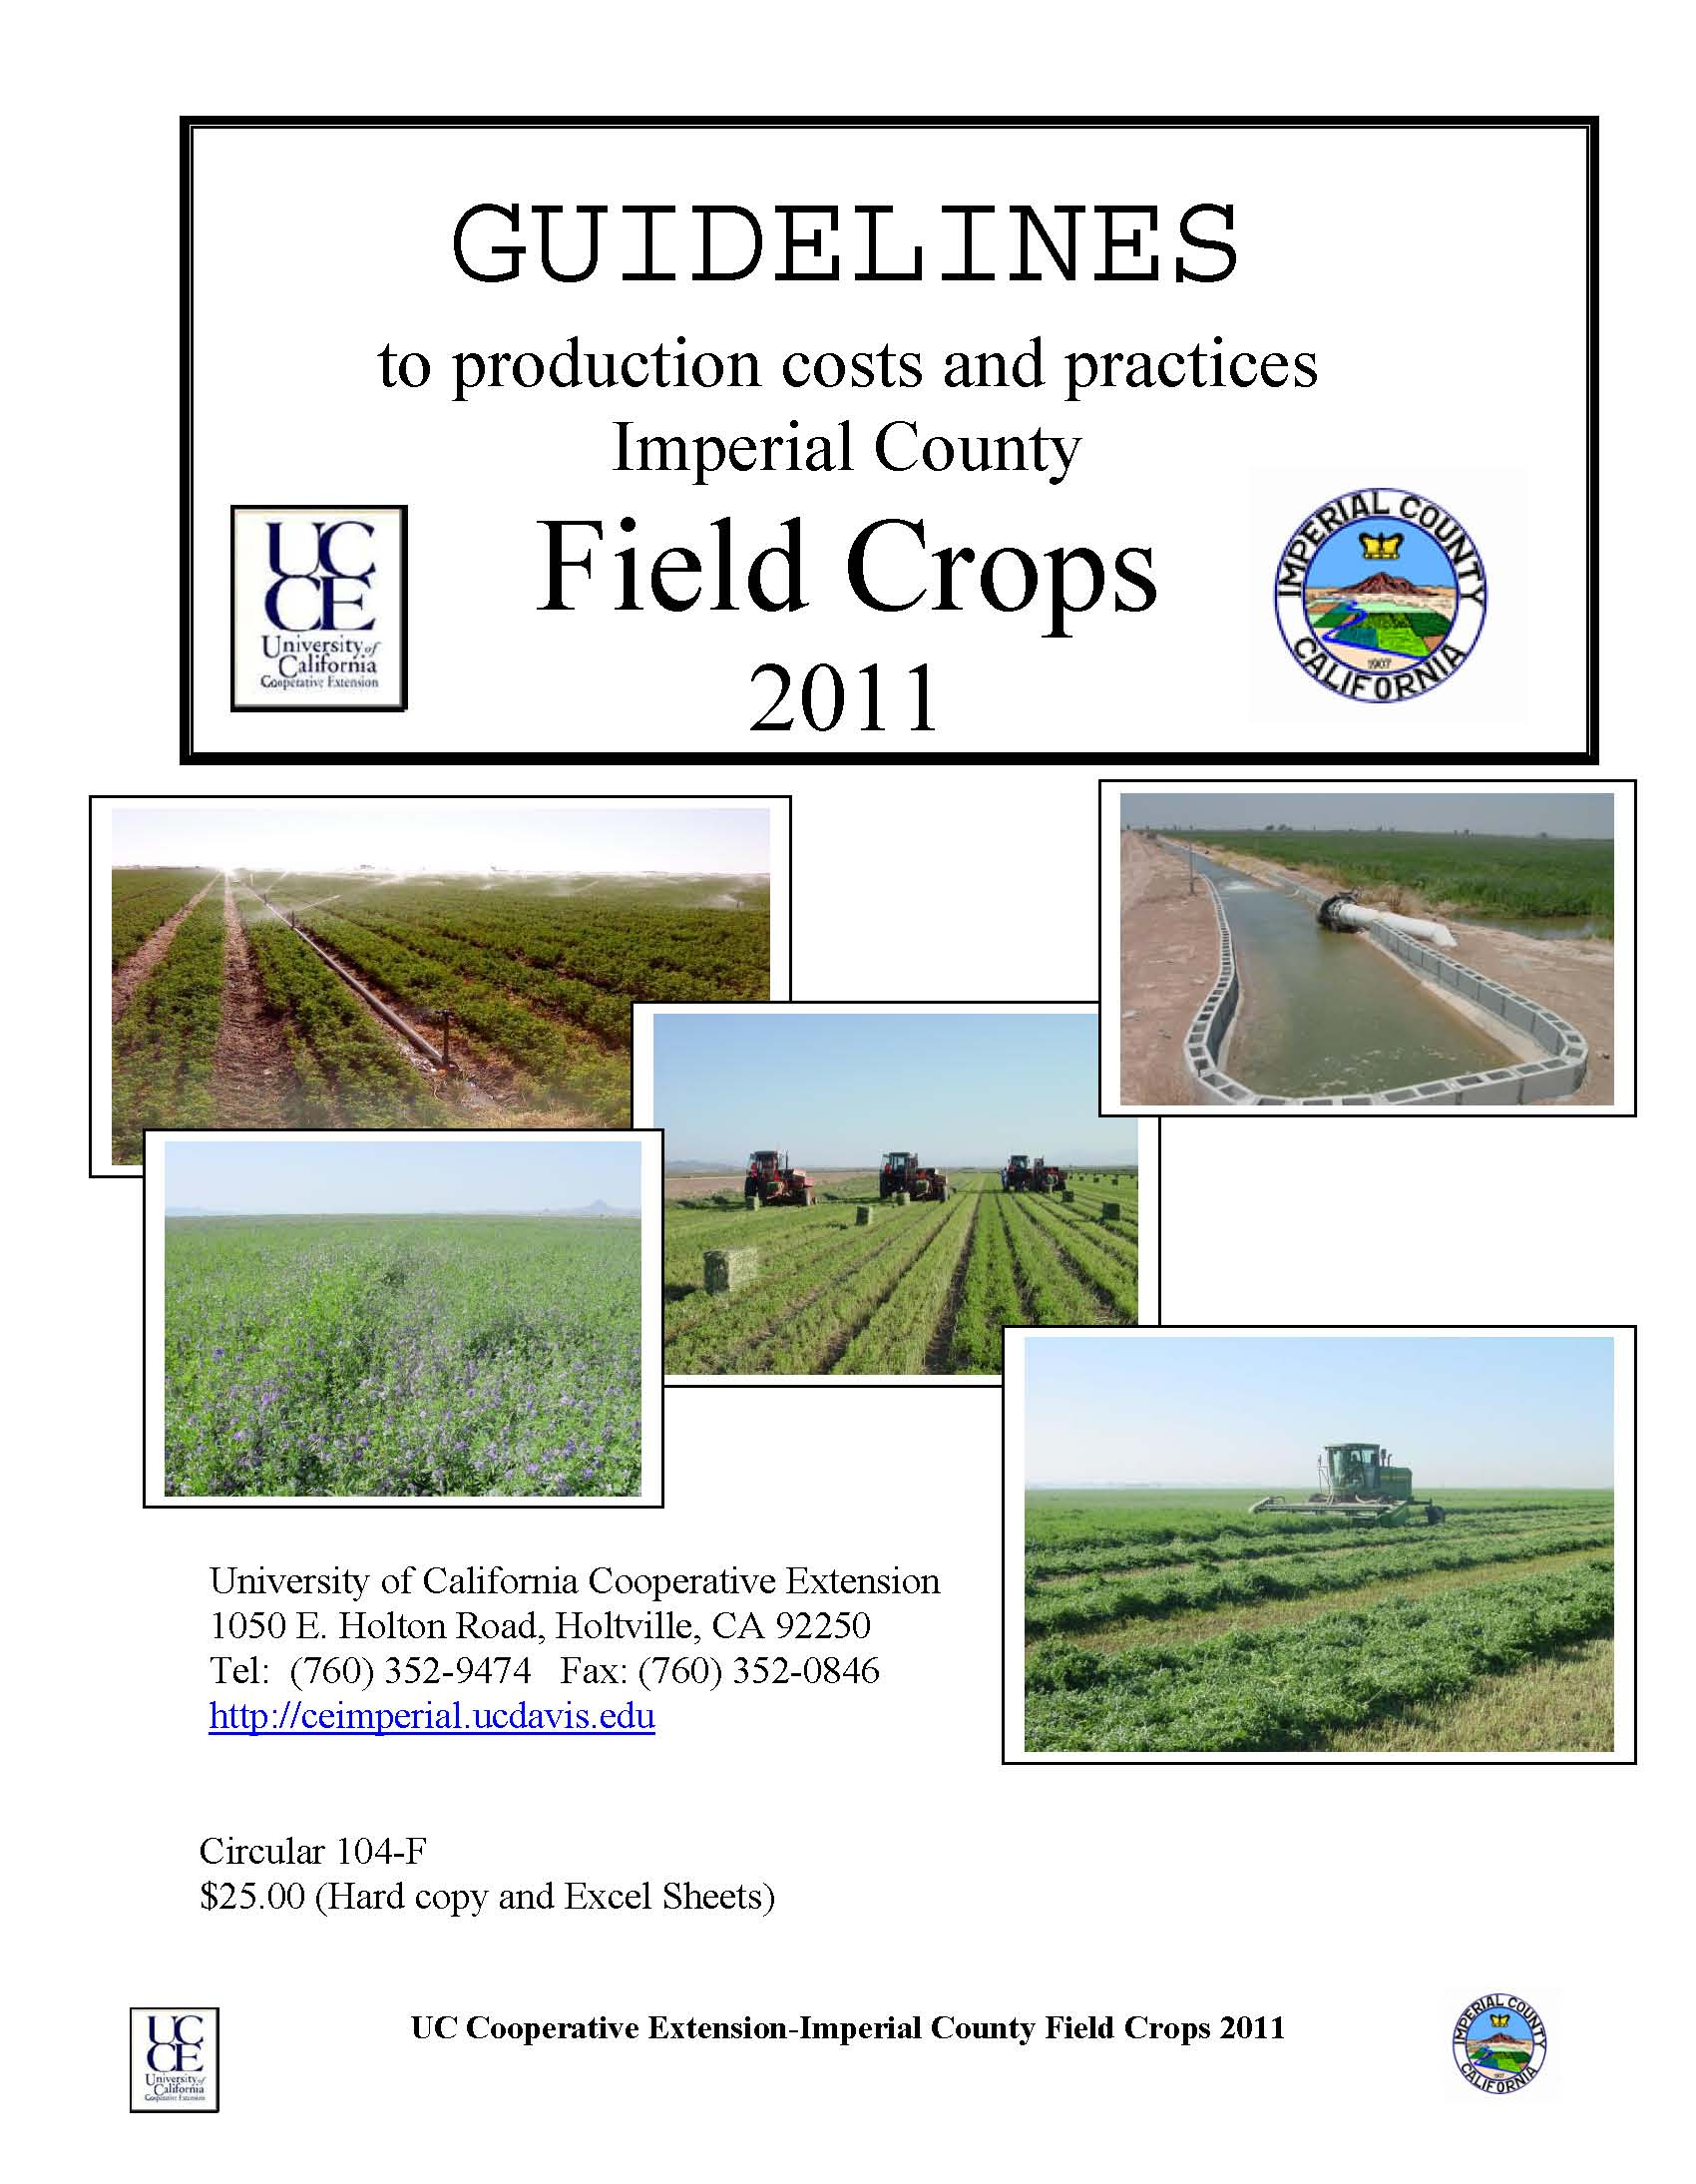 GUIDELINES
to production costs and practices
Imperial County
Field Crops
2011
UC
CE
University of
California
Cooperative Extension
IMPERIAL COUNTY
1907
CALIFORNIA
University of California Cooperative Extension
1050 E. Holton Road, Holtville, CA 92250
Tel:  (760) 352-9474   Fax: (760) 352-0846
http://ceimperial.ucdavis.edu
Circular 104-F
$25.00 (Hard copy and Excel Sheets)
UC
CE
University of
California
Cooperative Extension
UC Cooperative Extension-Imperial County Field Crops 2011
IMPERIAL COUNTY
1907
CALIFORNIA